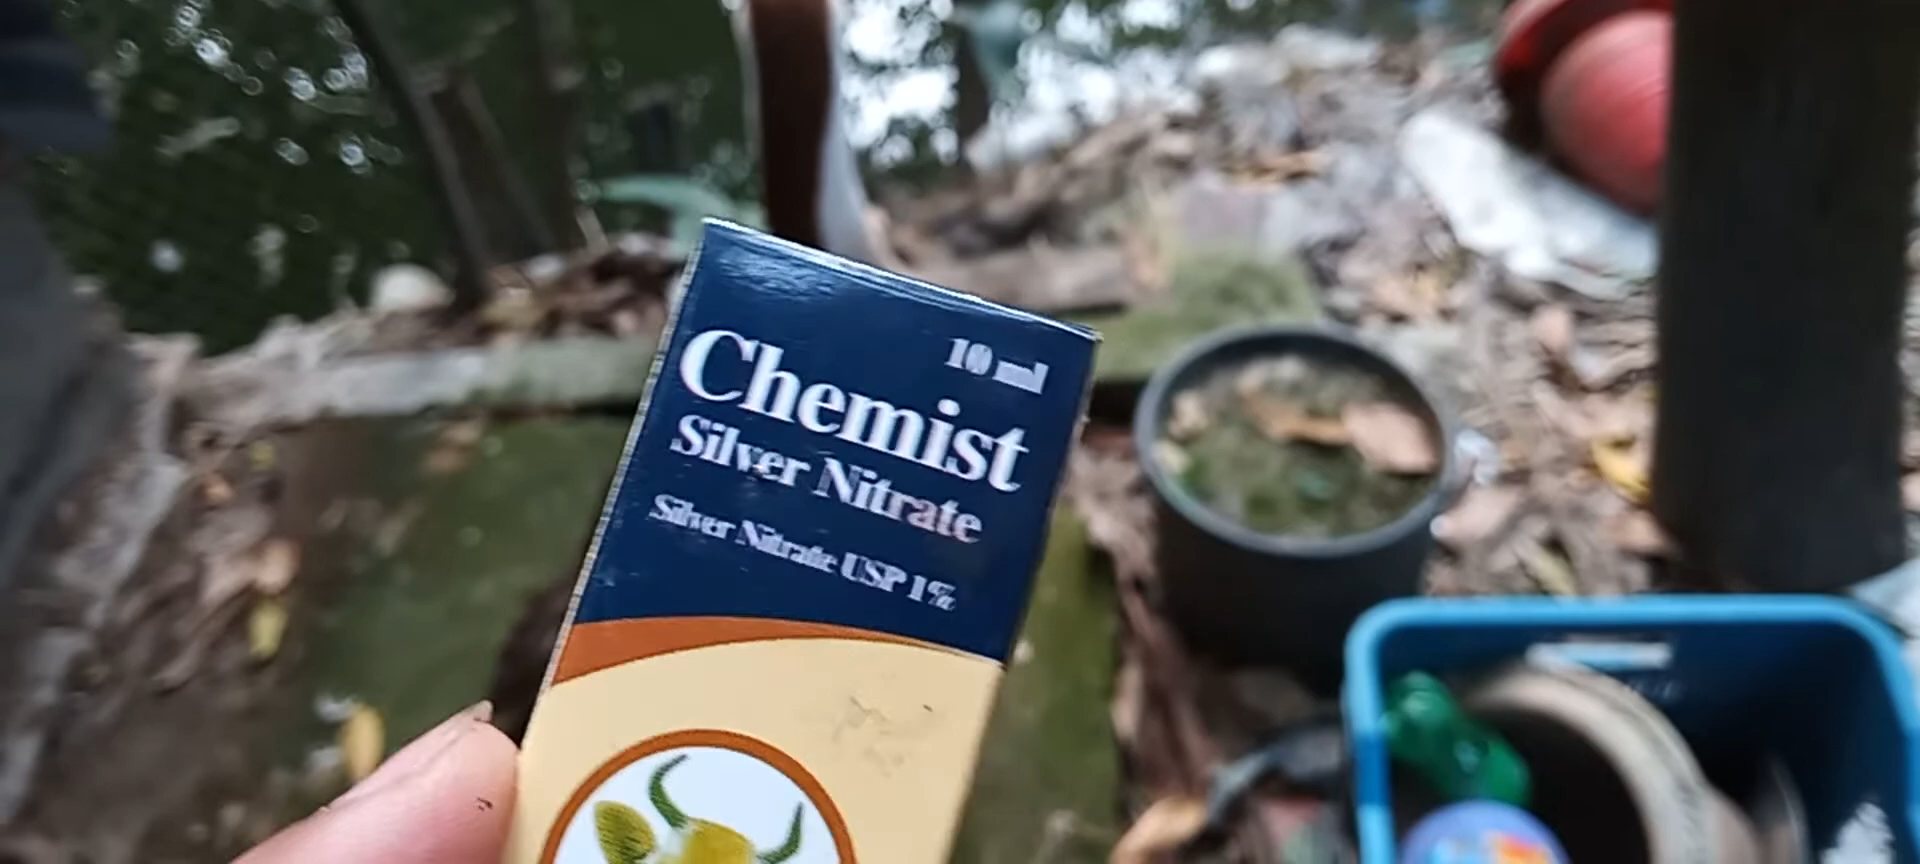 10 ml
Chemist
Silver Nitrate
Silver Nitrate USP 1%